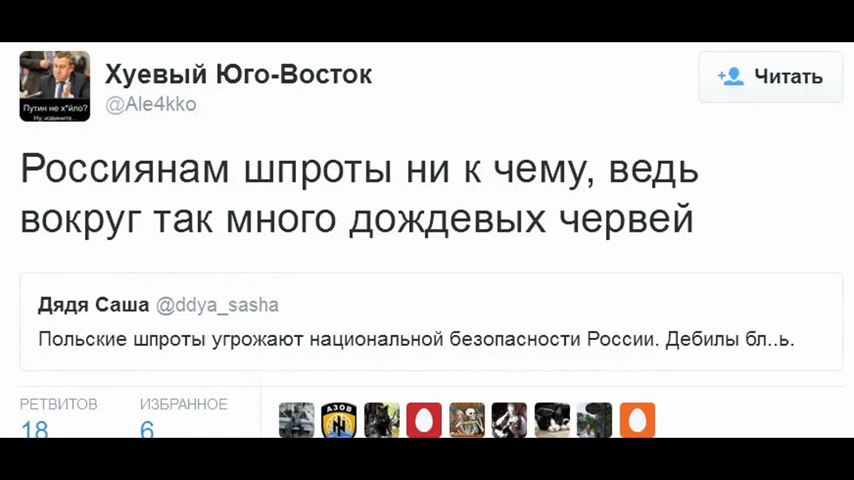 Хуевый Юго-Восток
@Ale4kko
Читать
Путин не х*йло?
Ну, извините...
Россиянам шпроты ни к чему, ведь
вокруг так много дождевых червей
Дядя Саша @ddya_sasha
Польские шпроты угрожают национальной безопасности России. Дебилы бл..ь.
РЕТВИТОВ
ИЗБРАННОЕ
18
6
АЗОВ